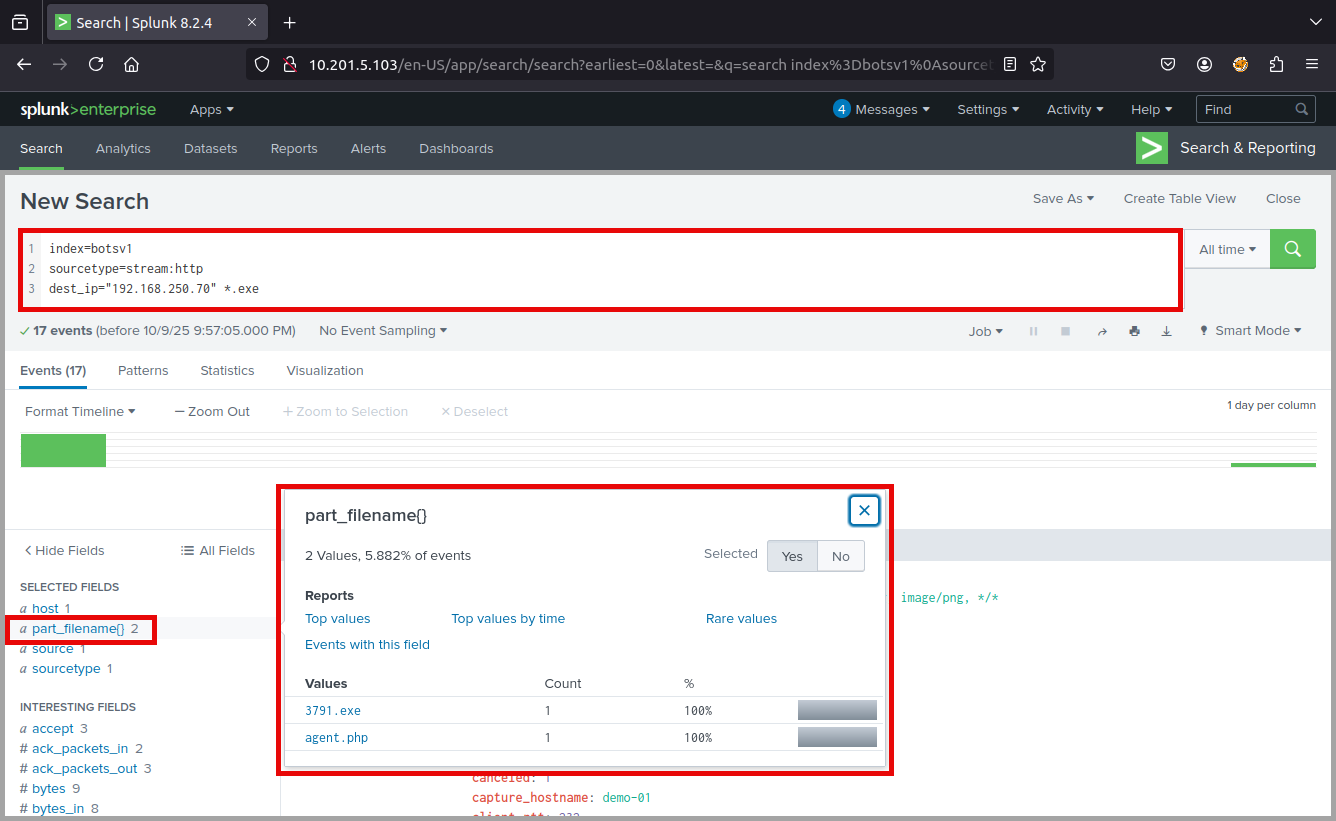 Search | Splunk 8.2.4
10.201.5.103/en-US/app/search/search?earliest=0&latest=&q=search index%3Dbotsv1%0Asourcet
splunk>enterprise Apps 4 Messages Settings Activity Help Find
Search Analytics Datasets Reports Alerts Dashboards > Search & Reporting
New Search Save As Create Table View Close
1 index=botsv1
2 sourcetype=stream:http
3 dest_ip="192.168.250.70" *.exe
All time
17 events (before 10/9/25 9:57:05.000 PM) No Event Sampling Job Smart Mode
Events (17) Patterns Statistics Visualization
Format Timeline — Zoom Out + Zoom to Selection × Deselect 1 day per column
< Hide Fields All Fields
SELECTED FIELDS
a host 1
a part_filename{} 2
a source 1
a sourcetype 1
INTERESTING FIELDS
a accept 3
# ack_packets_in 2
# ack_packets_out 3
# bytes 9
# bytes_in 8
part_filename{}
2 Values, 5.882% of events Selected Yes No
Reports
Top values Top values by time Rare values
Events with this field
Values Count %
3791.exe 1 100%
agent.php 1 100%
image/png, */*
canceled: 1
capture_hostname: demo-01
client_rtt: 232